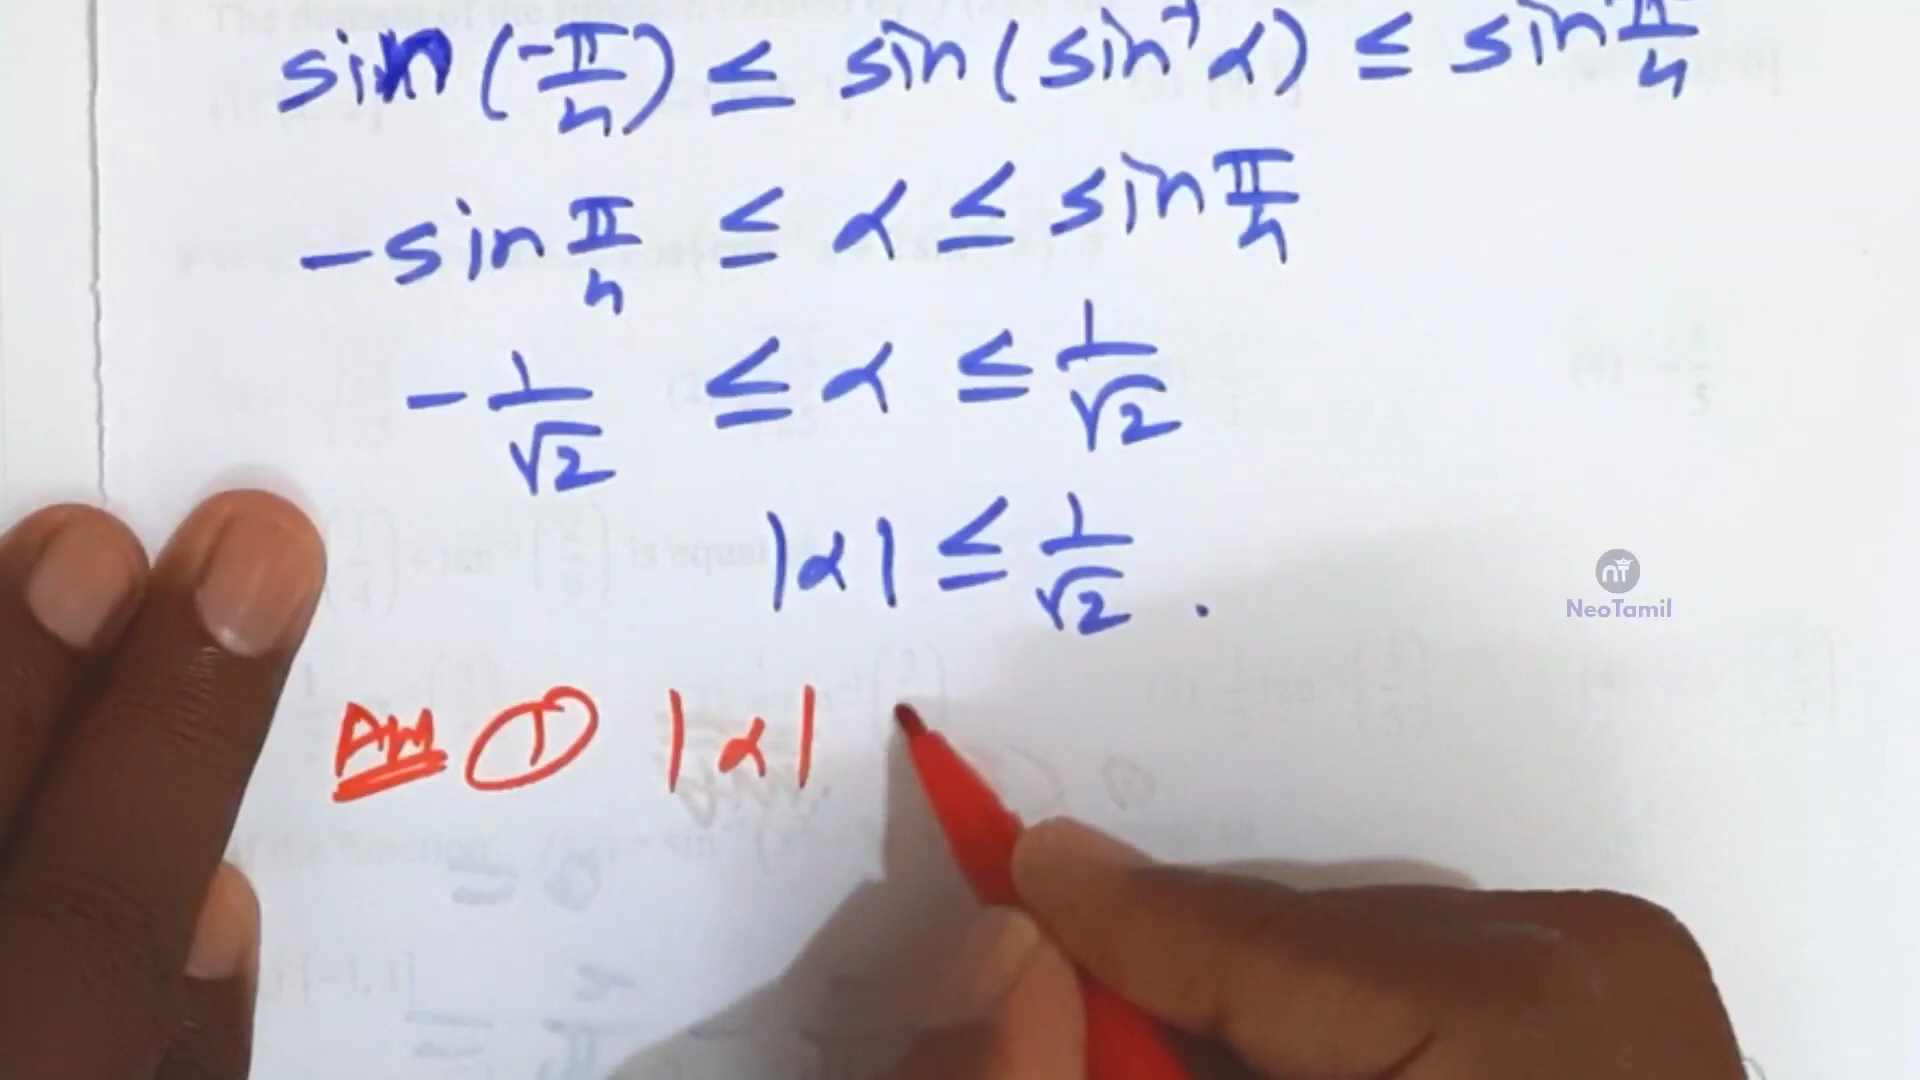 sin(-π/4) ≤ sin(sin⁻¹ α) ≤ sin π/4
-sin π/4 ≤ α ≤ sin π/4
-1/√2 ≤ α ≤ 1/√2
|α| ≤ 1/√2 .
NeoTamil
Ans ① |α|